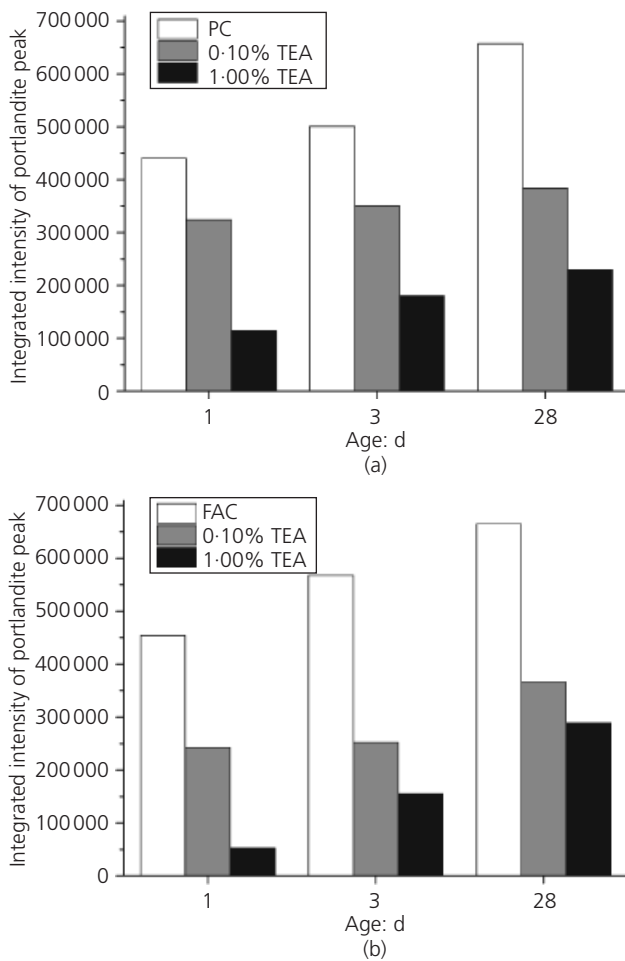 Integrated intensity of portlandite peak
700 000
600 000
500 000
400 000
300 000
200 000
100 000
0
PC
0·10% TEA
1·00% TEA
1 3 28
Age: d
(a)
Integrated intensity of portlandite peak
700 000
600 000
500 000
400 000
300 000
200 000
100 000
0
FAC
0·10% TEA
1·00% TEA
1 3 28
Age: d
(b)